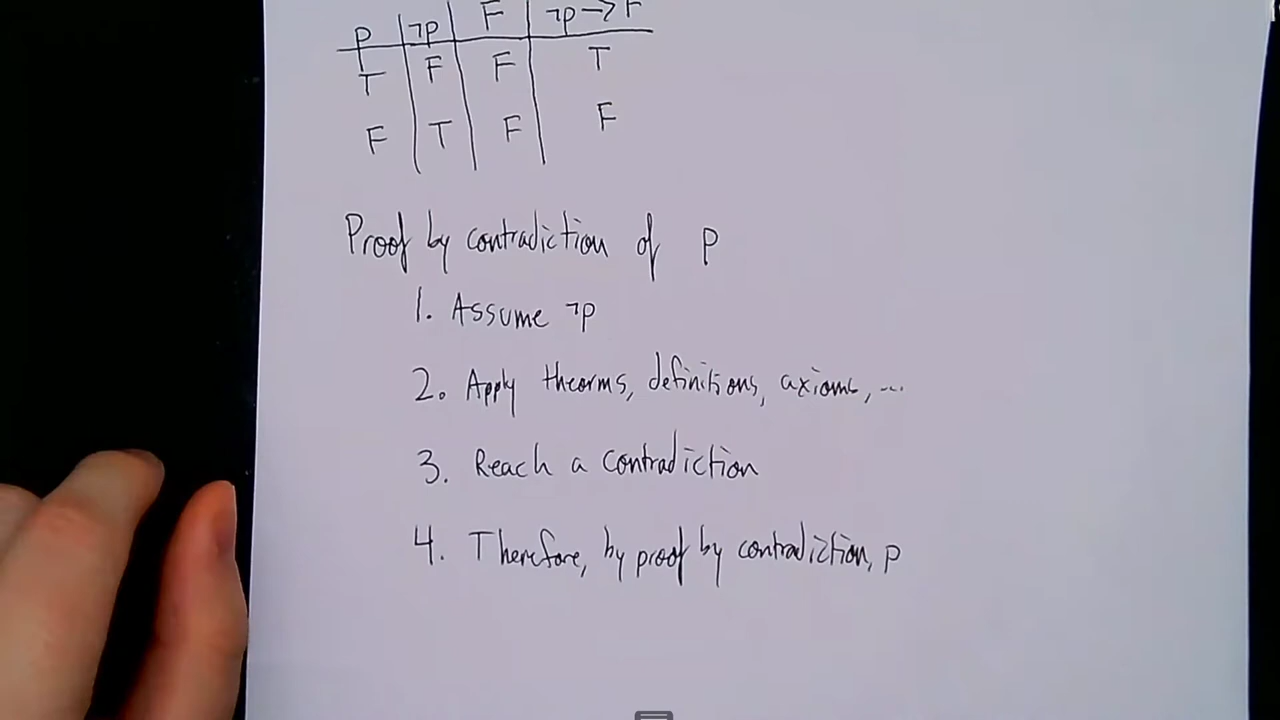 p ¬p F ¬p → F
T F F T
F T F F
Proof by contradiction of p
1. Assume ¬p
2. Apply theorms, definitions, axioms, ...
3. Reach a contradiction
4. Therefore, by proof by contradiction, p